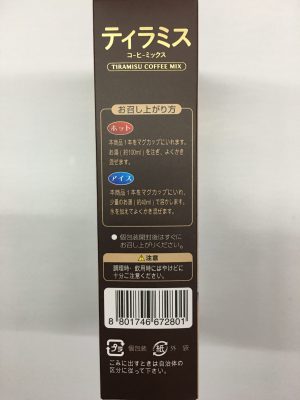 ティラミス
コーヒーミックス
TIRAMISU COFFEE MIX
お召し上がり方
ホット
本商品1本をマグカップにいれます。
お湯(約100ml)を注ぎ、よくかき
混ぜます。
アイス
本商品1本をマグカップにいれ、
少量のお湯(約40ml)で溶かします。
氷を加えてよくかき混ぜます。
● 個包装開封後はすぐに
お召し上がりください。
⚠注意
調理時・飲用時にはやけどに
十分ご注意ください。
8 801746 672801
プラ 個包装 紙 外 袋
ごみに出すときは自治体の
区分に従って下さい。